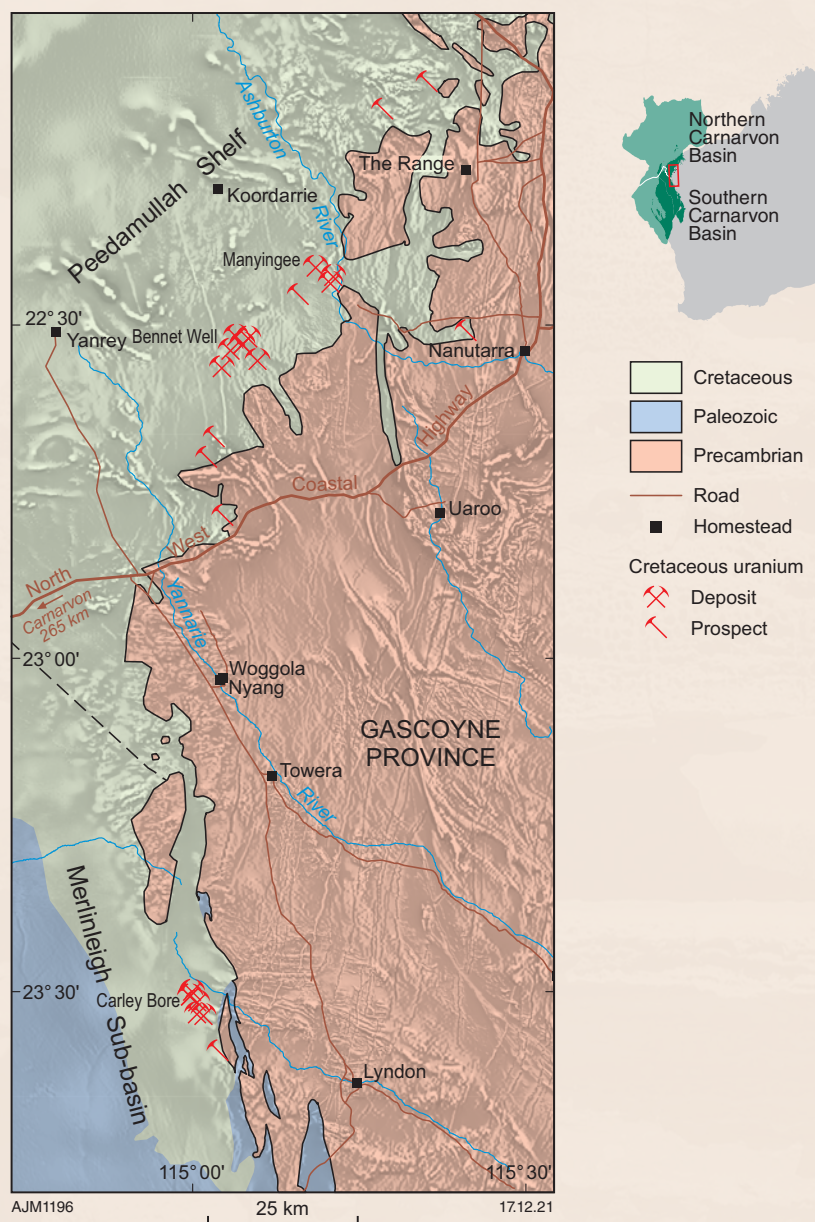 Ashburton
River
The Range
Peedamullah Shelf
Koordarrie
Manyingee
22°30'
Yanrey
Bennet Well
Nanutarra
North West Coastal Highway
Uaroo
Carnarvon
265 km
Yannarie
River
23°00'
Woggola
Nyang
GASCOYNE
PROVINCE
Towera
Merlinleigh Sub-basin
23°30'
Carley Bore
Lyndon
115°00'
115°30'
AJM1196
25 km
17.12.21
Northern
Carnarvon
Basin
Southern
Carnarvon
Basin
Cretaceous
Paleozoic
Precambrian
Road
Homestead
Cretaceous uranium
Deposit
Prospect